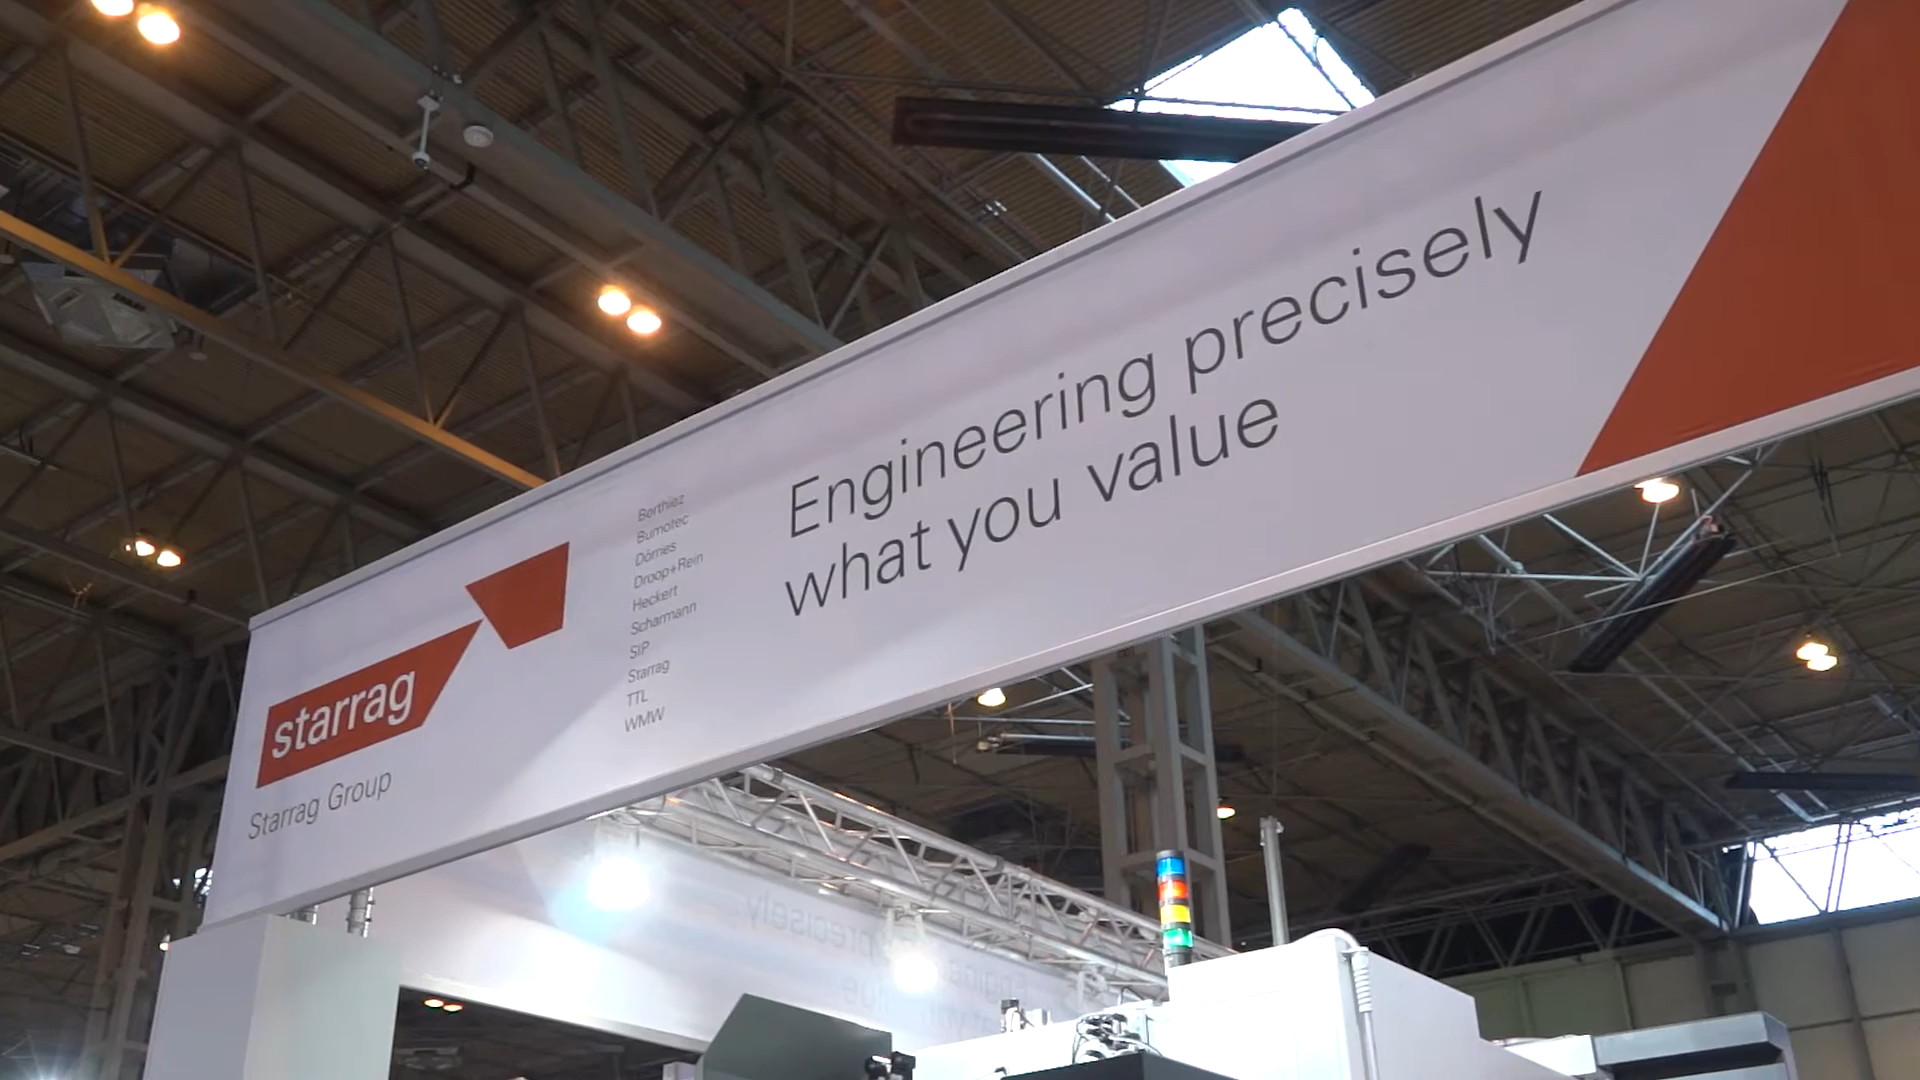 starrag
Starrag Group
Berthiez
Bumotec
Dörries
Droop+Rein
Heckert
Scharmann
SIP
Starrag
TTL
WMW
Engineering precisely
what you value